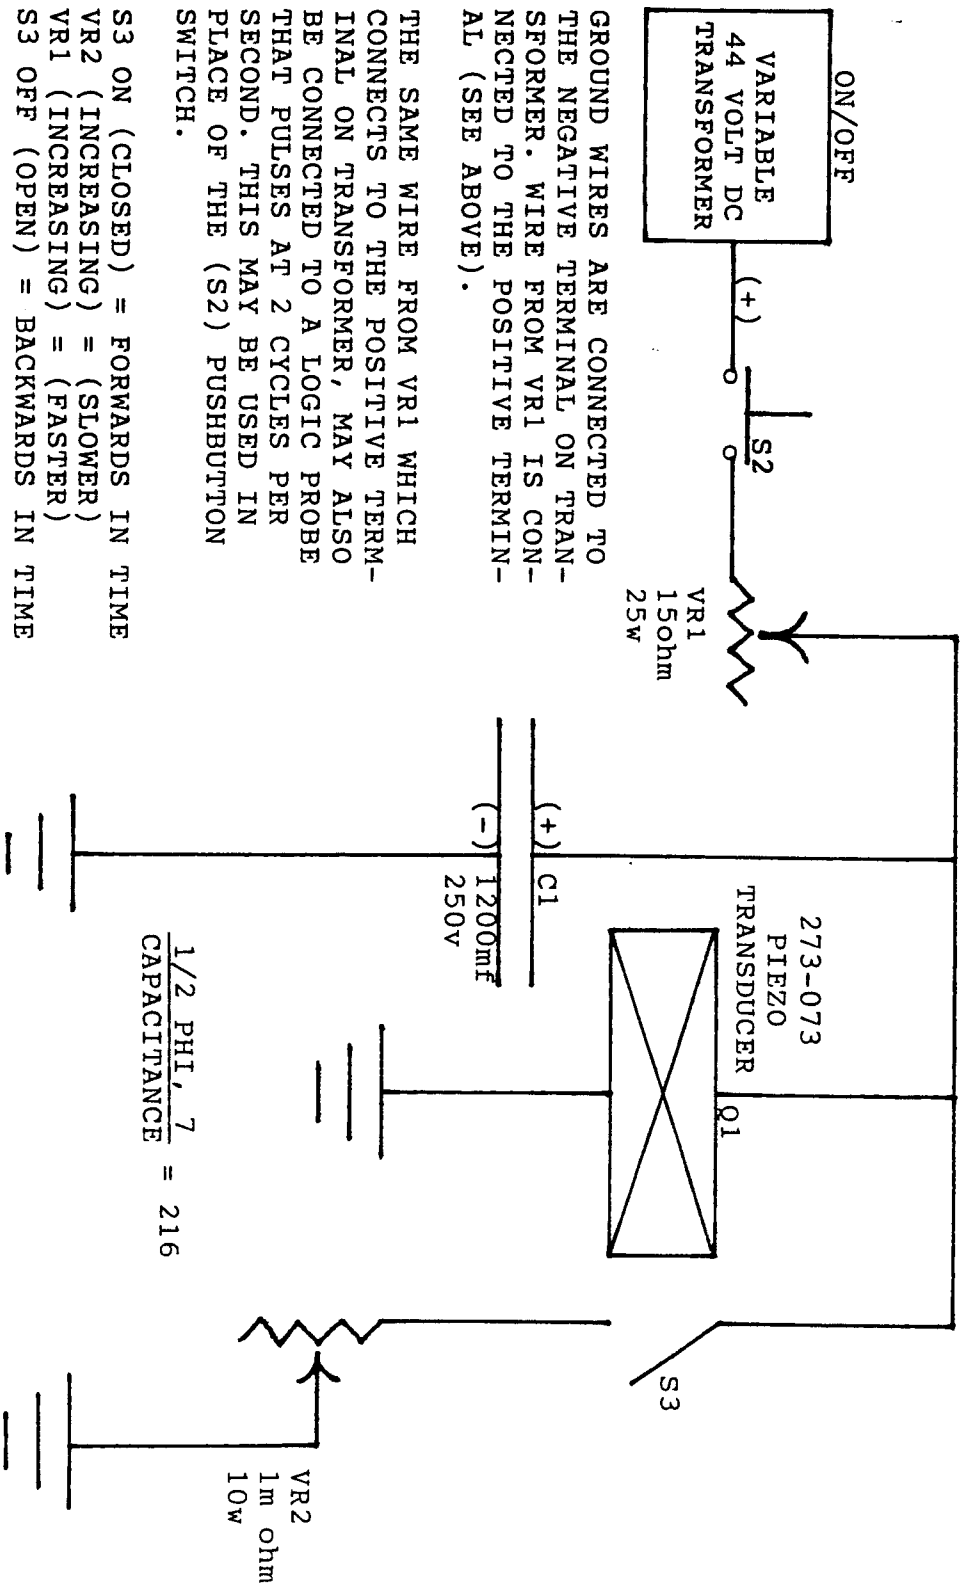 ON/OFF
VARIABLE
44 VOLT DC
TRANSFORMER
(+)
S2
VR1
15ohm
25w
GROUND WIRES ARE CONNECTED TO
THE NEGATIVE TERMINAL ON TRAN-
SFORMER. WIRE FROM VR1 IS CON-
NECTED TO THE POSITIVE TERMIN-
AL (SEE ABOVE).
THE SAME WIRE FROM VR1 WHICH
CONNECTS TO THE POSITIVE TERM-
INAL ON TRANSFORMER, MAY ALSO
BE CONNECTED TO A LOGIC PROBE
THAT PULSES AT 2 CYCLES PER
SECOND. THIS MAY BE USED IN
PLACE OF THE (S2) PUSHBUTTON
SWITCH.
S3 ON (CLOSED) = FORWARDS IN TIME
VR2 (INCREASING) = (SLOWER)
VR1 (INCREASING) = (FASTER)
S3 OFF (OPEN) = BACKWARDS IN TIME
(+) C1
(-) 1200mf
250v
273-073
PIEZO
TRANSDUCER
Q1
1/2 PHI, 7
CAPACITANCE = 216
S3
VR2
1m ohm
10w